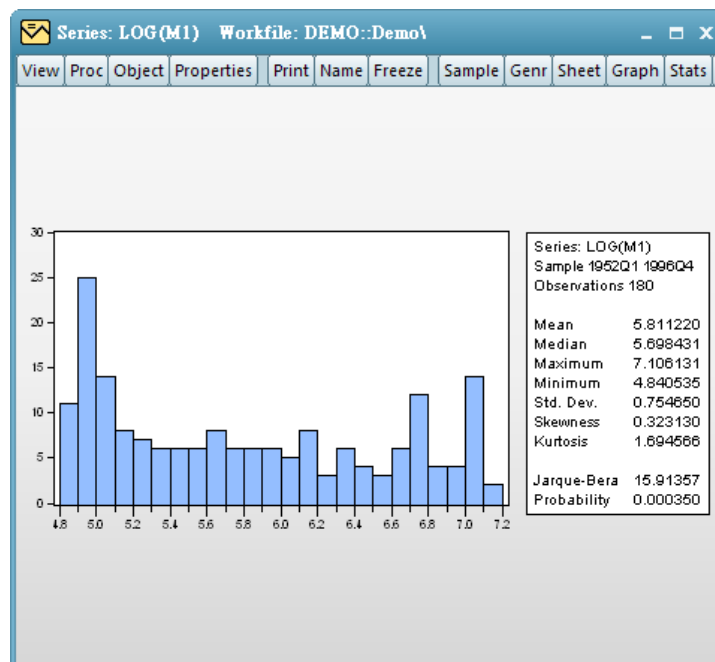 Series: LOG(M1) Workfile: DEMO::Demo\
View Proc Object Properties Print Name Freeze Sample Genr Sheet Graph Stats
30
25
20
15
10
5
0
4.8 5.0 5.2 5.4 5.6 5.8 6.0 6.2 6.4 6.6 6.8 7.0 7.2
Series: LOG(M1)
Sample 1952Q1 1996Q4
Observations 180
Mean 5.811220
Median 5.698431
Maximum 7.106131
Minimum 4.840535
Std. Dev. 0.754650
Skewness 0.323130
Kurtosis 1.694566
Jarque-Bera 15.91357
Probability 0.000350